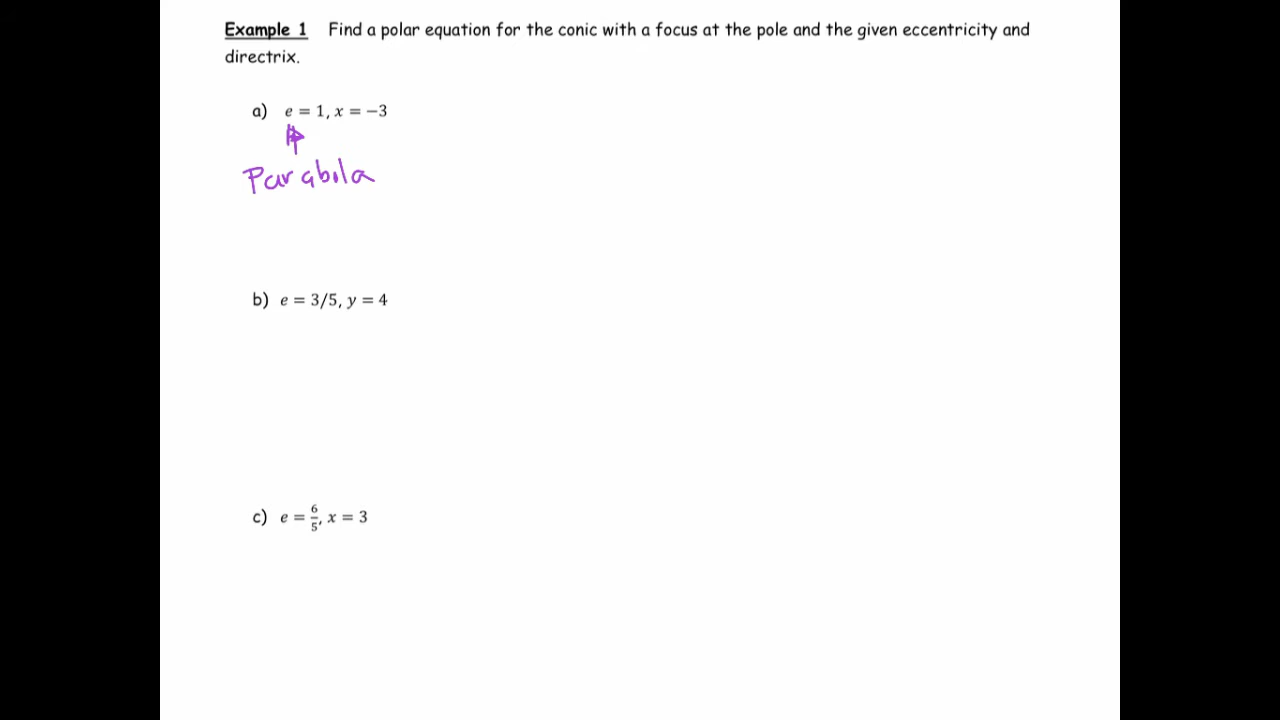 Example 1 Find a polar equation for the conic with a focus at the pole and the given eccentricity and
directrix.
a) e = 1, x = −3
Parabola
b) e = 3/5, y = 4
c) e = 6/5, x = 3